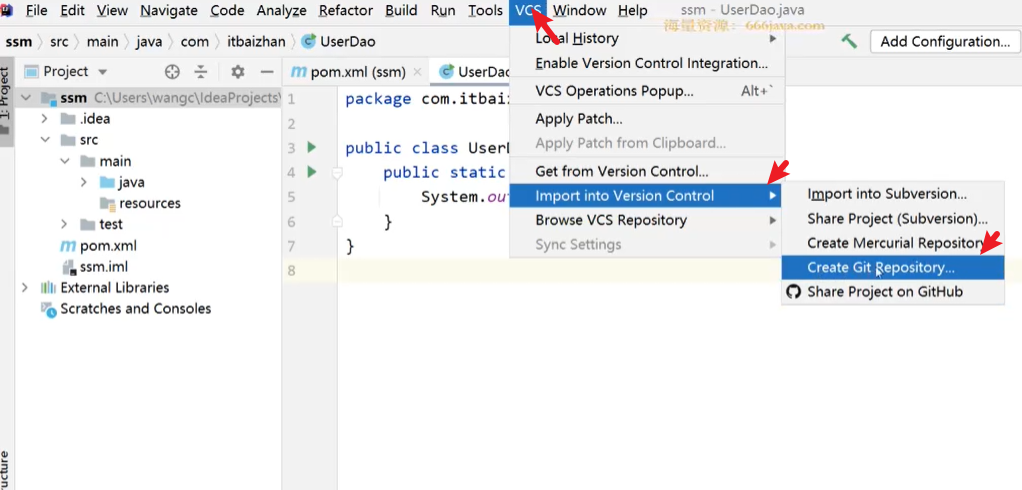 File Edit View Navigate Code Analyze Refactor Build Run Tools VCS Window Help ssm - UserDao.java
海量资源：666java.com
ssm src main java com itbaizhan UserDao Add Configuration...
Project pom.xml (ssm) UserDao
1: Project
ssm C:\Users\wangc\IdeaProjects\
.idea
src
main
java
resources
test
pom.xml
ssm.iml
External Libraries
Scratches and Consoles
1 package com.itbaiz
2
3 public class UserD
4 public static
5 System.out
6 }
7 }
8
Local History
Enable Version Control Integration...
VCS Operations Popup... Alt+`
Apply Patch...
Apply Patch from Clipboard...
Get from Version Control...
Import into Version Control
Browse VCS Repository
Sync Settings
Import into Subversion...
Share Project (Subversion)...
Create Mercurial Repository
Create Git Repository...
Share Project on GitHub
ucture